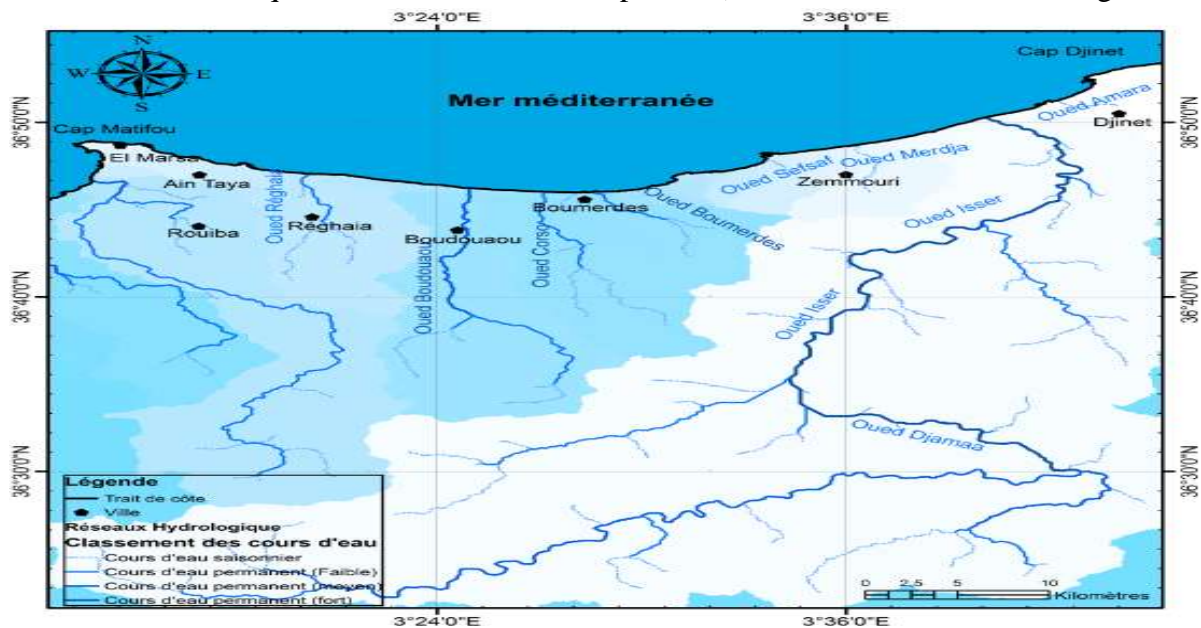 3°24'0"E
3°36'0"E
Cap Djinet
N
W
E
S
Mer méditerranée
Oued Amara
36°50'0"N
36°50'0"N
Cap Matifou
Djinet
El Marsa
Ain Taya
Oued Sefsaf
Oued Merdja
Zemmouri
Oued Réghaia
Réghaia
Rouiba
Boumerdes
Oued Boumerdes
Oued Isser
Boudouaou
Oued Corso
Oued Boudouaou
36°40'0"N
36°40'0"N
Oued Isser
Oued Djamaa
36°30'0"N
36°30'0"N
Légende
Trait de côte
Ville
Réseaux Hydrologique
Classement des cours d'eau
Cours d'eau saisonnier
Cours d'eau permanent (Faible)
Cours d'eau permanent (moyen)
Cours d'eau permanent (fort)
0 2,5 5 10
Kilomètres
3°24'0"E
3°36'0"E